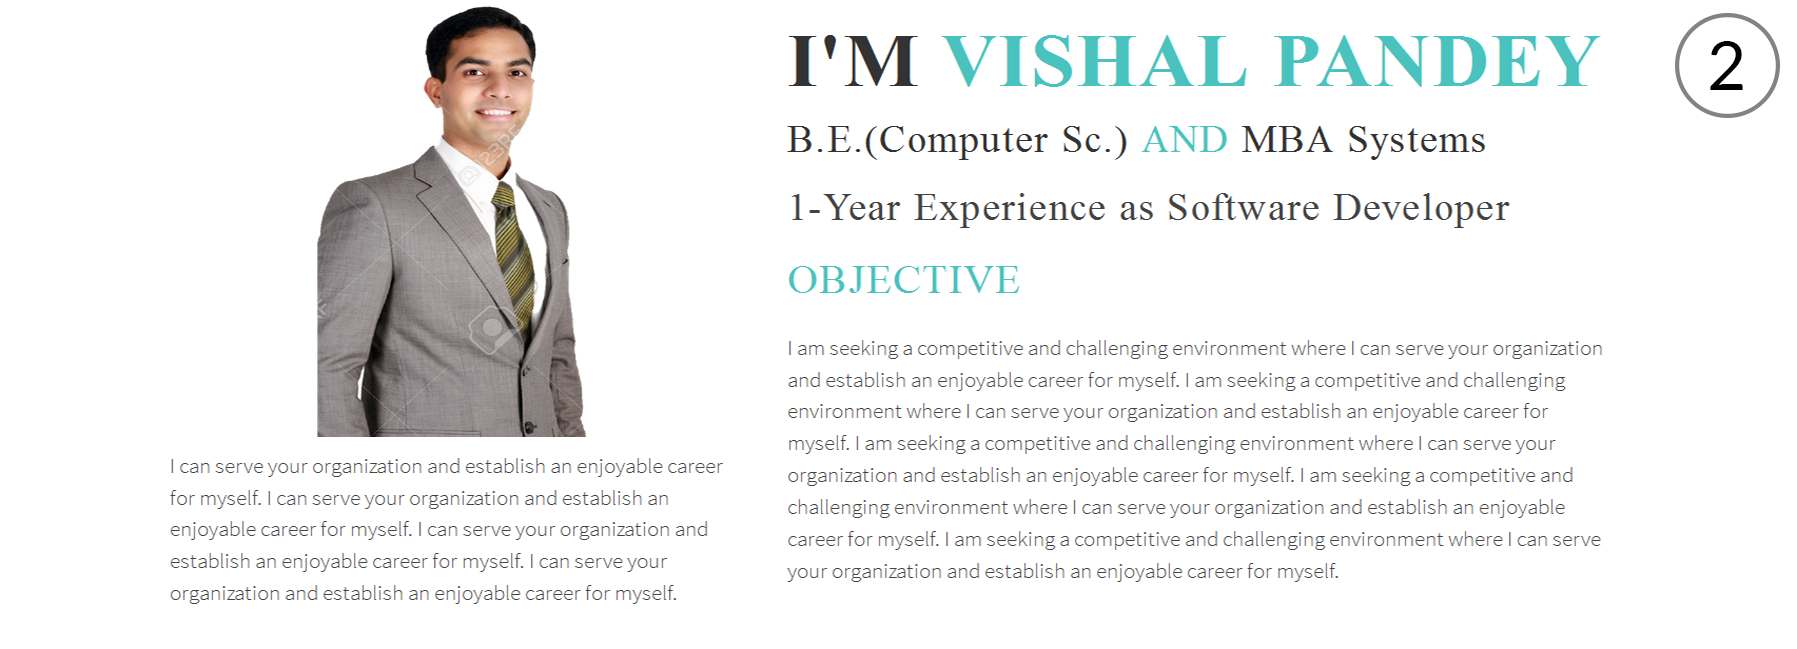 I'M VISHAL PANDEY
2
B.E.(Computer Sc.) AND MBA Systems
1-Year Experience as Software Developer
OBJECTIVE
I am seeking a competitive and challenging environment where I can serve your organization
and establish an enjoyable career for myself. I am seeking a competitive and challenging
environment where I can serve your organization and establish an enjoyable career for
myself. I am seeking a competitive and challenging environment where I can serve your
organization and establish an enjoyable career for myself. I am seeking a competitive and
challenging environment where I can serve your organization and establish an enjoyable
career for myself. I am seeking a competitive and challenging environment where I can serve
your organization and establish an enjoyable career for myself.
I can serve your organization and establish an enjoyable career
for myself. I can serve your organization and establish an
enjoyable career for myself. I can serve your organization and
establish an enjoyable career for myself. I can serve your
organization and establish an enjoyable career for myself.